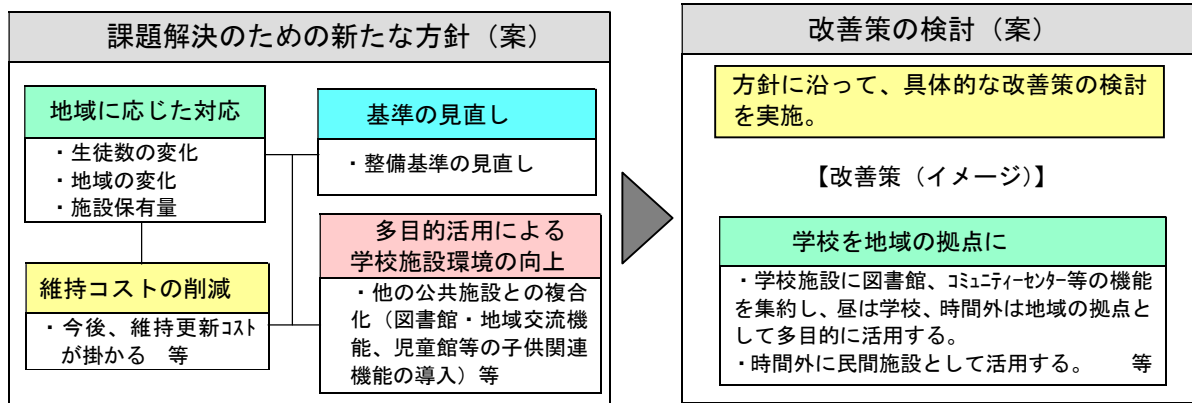 課題解決のための新たな方針（案）
地域に応じた対応
・生徒数の変化
・地域の変化
・施設保有量
基準の見直し
・整備基準の見直し
維持コストの削減
・今後、維持更新ｺｽﾄ
が掛かる　等
多目的活用による
学校施設環境の向上
・他の公共施設との複合
化（図書館・地域交流機
能、児童館等の子供関連
機能の導入）等
改善策の検討（案）
方針に沿って、具体的な改善策の検討
を実施。
【改善策（イメージ）】
学校を地域の拠点に
・学校施設に図書館、ｺﾐｭﾆﾃｨｰｾﾝﾀｰ等の機能
を集約し、昼は学校、時間外は地域の拠点と
して多目的に活用する。
・時間外に民間施設として活用する。　　等